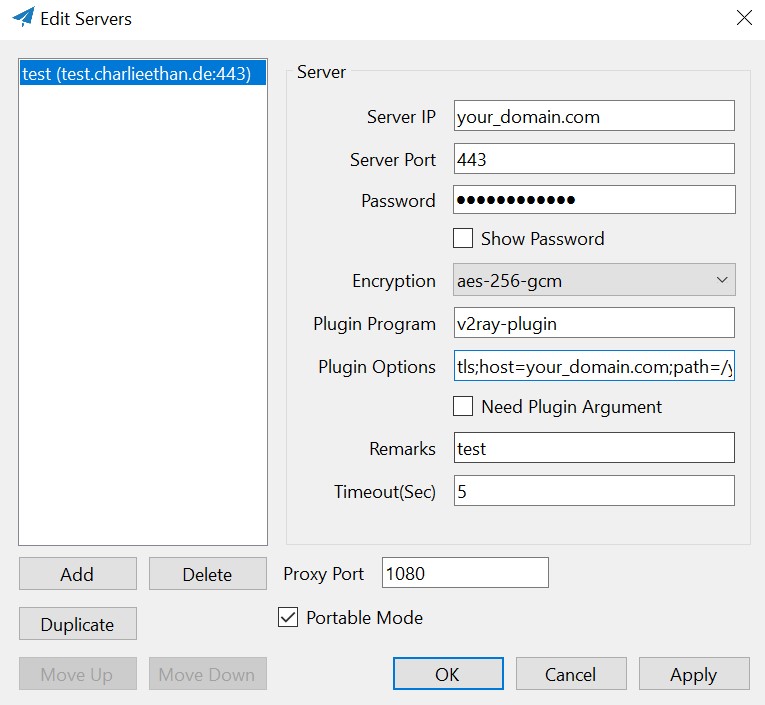 Edit Servers
test (test.charlieethan.de:443)
Server
Server IP your_domain.com
Server Port 443
Password ●●●●●●●●●●●●
Show Password
Encryption aes-256-gcm
Plugin Program v2ray-plugin
Plugin Options tls;host=your_domain.com;path=/y
Need Plugin Argument
Remarks test
Timeout(Sec) 5
Add Delete Proxy Port 1080
Duplicate Portable Mode
Move Up Move Down OK Cancel Apply